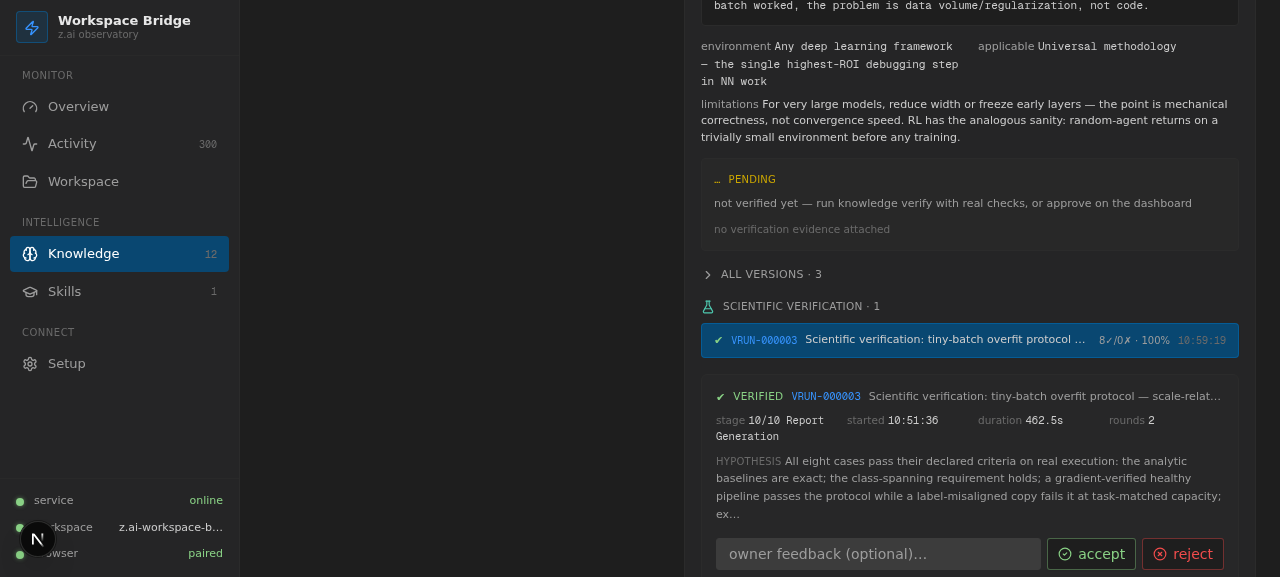 Workspace Bridge
z.ai observatory
MONITOR
Overview
Activity 300
Workspace
INTELLIGENCE
Knowledge 12
Skills 1
CONNECT
Setup
service online
kspace z.ai-workspace-b…
wser paired
N
batch worked, the problem is data volume/regularization, not code.
environment Any deep learning framework
— the single highest-ROI debugging step
in NN work
applicable Universal methodology
limitations For very large models, reduce width or freeze early layers — the point is mechanical
correctness, not convergence speed. RL has the analogous sanity: random-agent returns on a
trivially small environment before any training.
… PENDING
not verified yet — run knowledge verify with real checks, or approve on the dashboard
no verification evidence attached
ALL VERSIONS · 3
SCIENTIFIC VERIFICATION · 1
✔ VRUN-000003 Scientific verification: tiny-batch overfit protocol … 8✓/0✗ · 100% 10:59:19
✔ VERIFIED VRUN-000003 Scientific verification: tiny-batch overfit protocol — scale-relat…
stage 10/10 Report
Generation
started 10:51:36
duration 462.5s
rounds 2
HYPOTHESIS All eight cases pass their declared criteria on real execution: the analytic
baselines are exact; the class-spanning requirement holds; a gradient-verified healthy
pipeline passes the protocol while a label-misaligned copy fails it at task-matched capacity;
ex…
owner feedback (optional)…
accept
reject